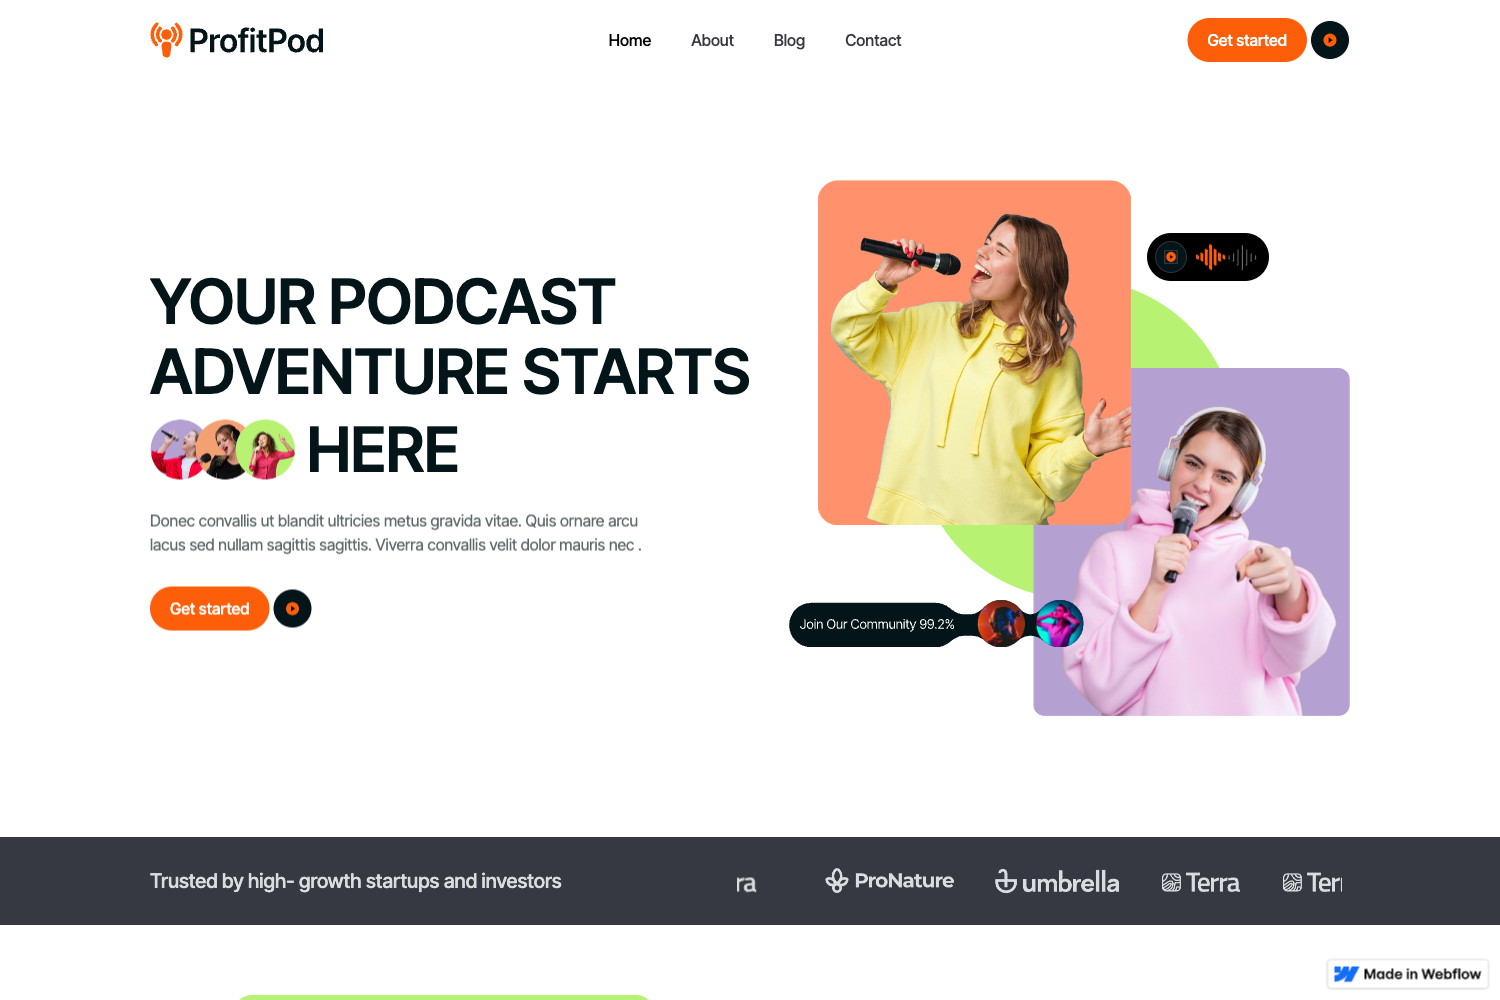 ProfitPod
Home
About
Blog
Contact
Get started
YOUR PODCAST
ADVENTURE STARTS
HERE
Donec convallis ut blandit ultricies metus gravida vitae. Quis ornare arcu
lacus sed nullam sagittis sagittis. Viverra convallis velit dolor mauris nec .
Get started
Join Our Community 99.2%
Trusted by high- growth startups and investors
ra
ProNature
umbrella
Terra
Ter
Made in Webflow